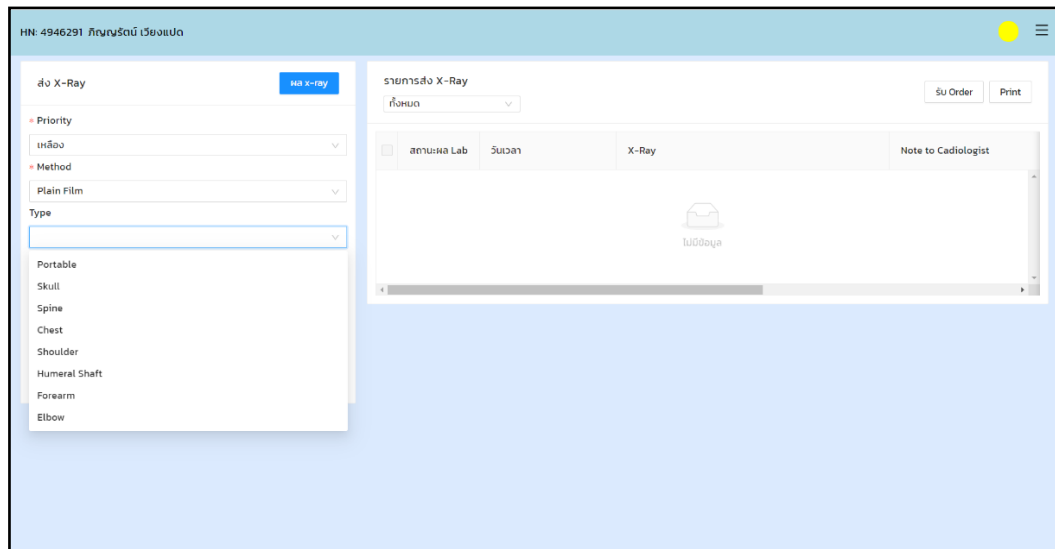 HN: 4946291 ภิญญรัตน์ เวียงแปด
ส่ง X-Ray
ผล x-ray
* Priority
เหลือง
* Method
Plain Film
Type
Portable
Skull
Spine
Chest
Shoulder
Humeral Shaft
Forearm
Elbow
รายการส่ง X-Ray
ทั้งหมด
รับ Order
Print
สถานะผล Lab วันเวลา X-Ray Note to Cadiologist
ไม่มีข้อมูล